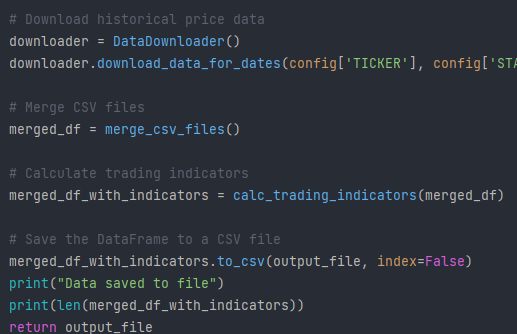 # Download historical price data
downloader = DataDownloader()
downloader.download_data_for_dates(config['TICKER'], config['STA
# Merge CSV files
merged_df = merge_csv_files()
# Calculate trading indicators
merged_df_with_indicators = calc_trading_indicators(merged_df)
# Save the DataFrame to a CSV file
merged_df_with_indicators.to_csv(output_file, index=False)
print("Data saved to file")
print(len(merged_df_with_indicators))
return output_file